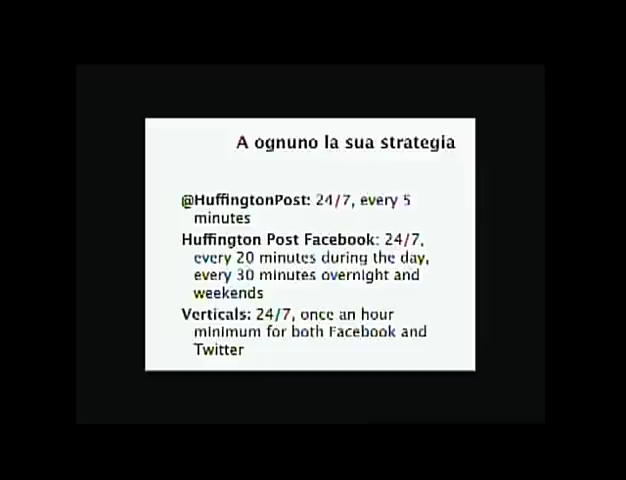 A ognuno la sua strategia
@HuffingtonPost: 24/7, every 5
minutes
Huffington Post Facebook: 24/7,
every 20 minutes during the day,
every 30 minutes overnight and
weekends
Verticals: 24/7, once an hour
minimum for both Facebook and
Twitter